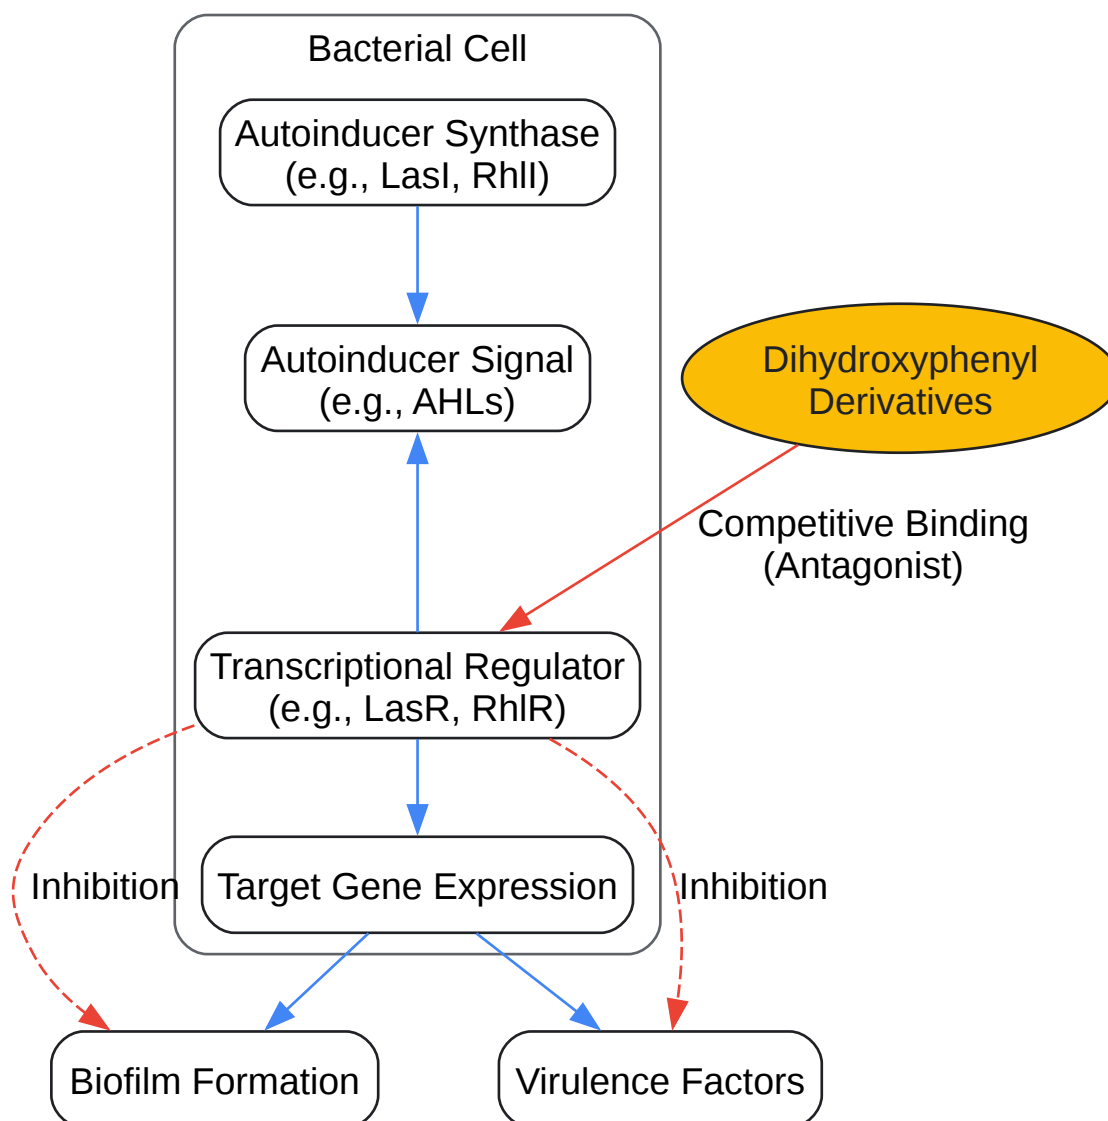 Bacterial Cell
Autoinducer Synthase
(e.g., LasI, RhlI)
Autoinducer Signal
(e.g., AHLs)
Dihydroxyphenyl
Derivatives
Competitive Binding
(Antagonist)
Transcriptional Regulator
(e.g., LasR, RhlR)
Inhibition
Target Gene Expression
Inhibition
Biofilm Formation
Virulence Factors